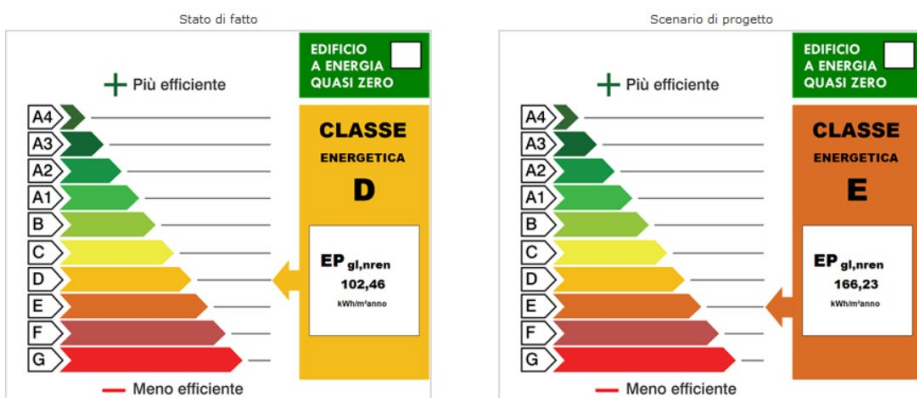 Stato di fatto
EDIFICIO
A ENERGIA
QUASI ZERO
Più efficiente
A4
A3
A2
A1
B
C
D
E
F
G
CLASSE
ENERGETICA
D
EP gl,nren
102,46
kWh/m²anno
Meno efficiente
Scenario di progetto
EDIFICIO
A ENERGIA
QUASI ZERO
Più efficiente
A4
A3
A2
A1
B
C
D
E
F
G
CLASSE
ENERGETICA
E
EP gl,nren
166,23
kWh/m²anno
Meno efficiente